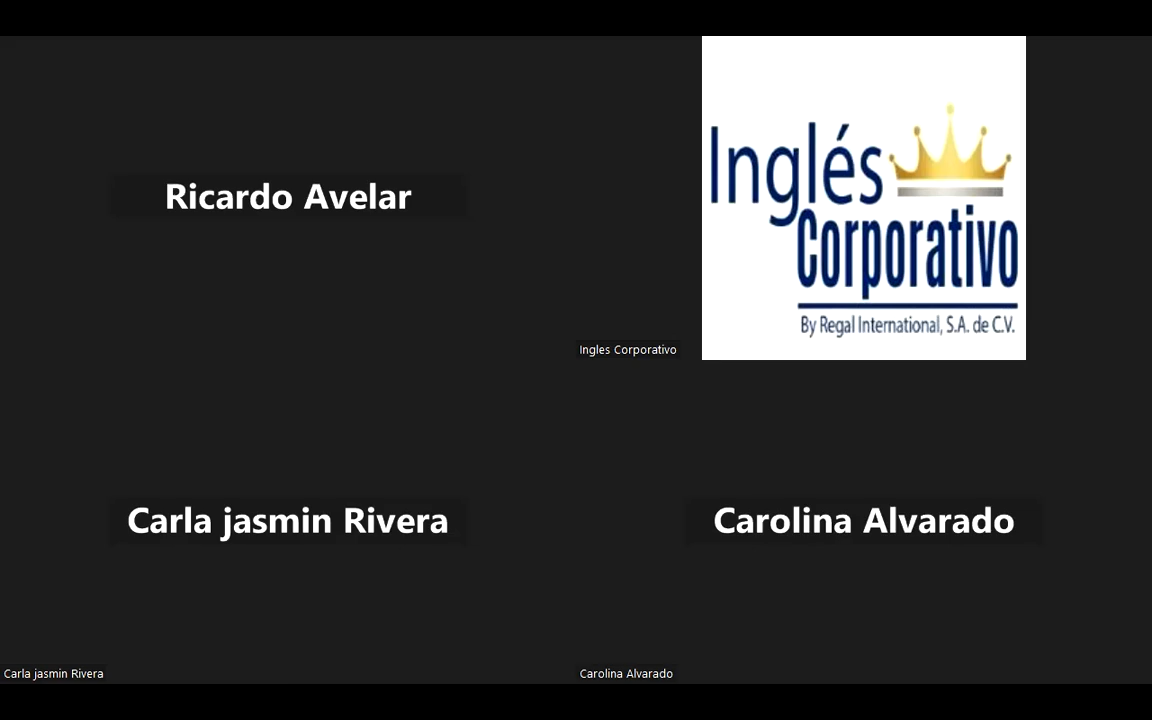 Ricardo Avelar
Inglés
Corporativo
By Regal International, S.A. de C.V.
Ingles Corporativo
Carla jasmin Rivera
Carolina Alvarado
Carla jasmin Rivera
Carolina Alvarado